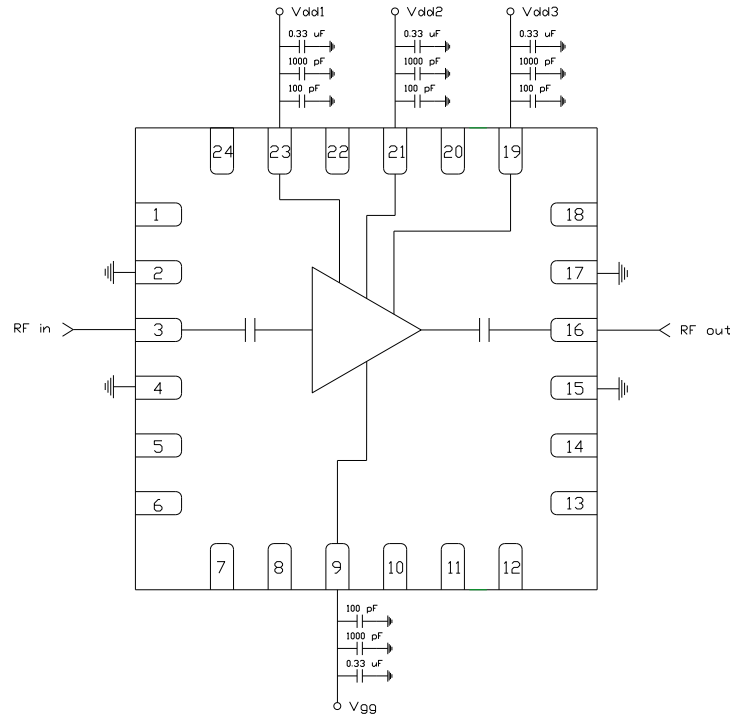 Vdd1 Vdd2 Vdd3
0.33 uF 0.33 uF 0.33 uF
1000 pF 1000 pF 1000 pF
100 pF 100 pF 100 pF
24 23 22 21 20 19
1 18
2 17
RF in 3 16 RF out
4 15
5 14
6 13
7 8 9 10 11 12
100 pF
1000 pF
0.33 uF
Vgg